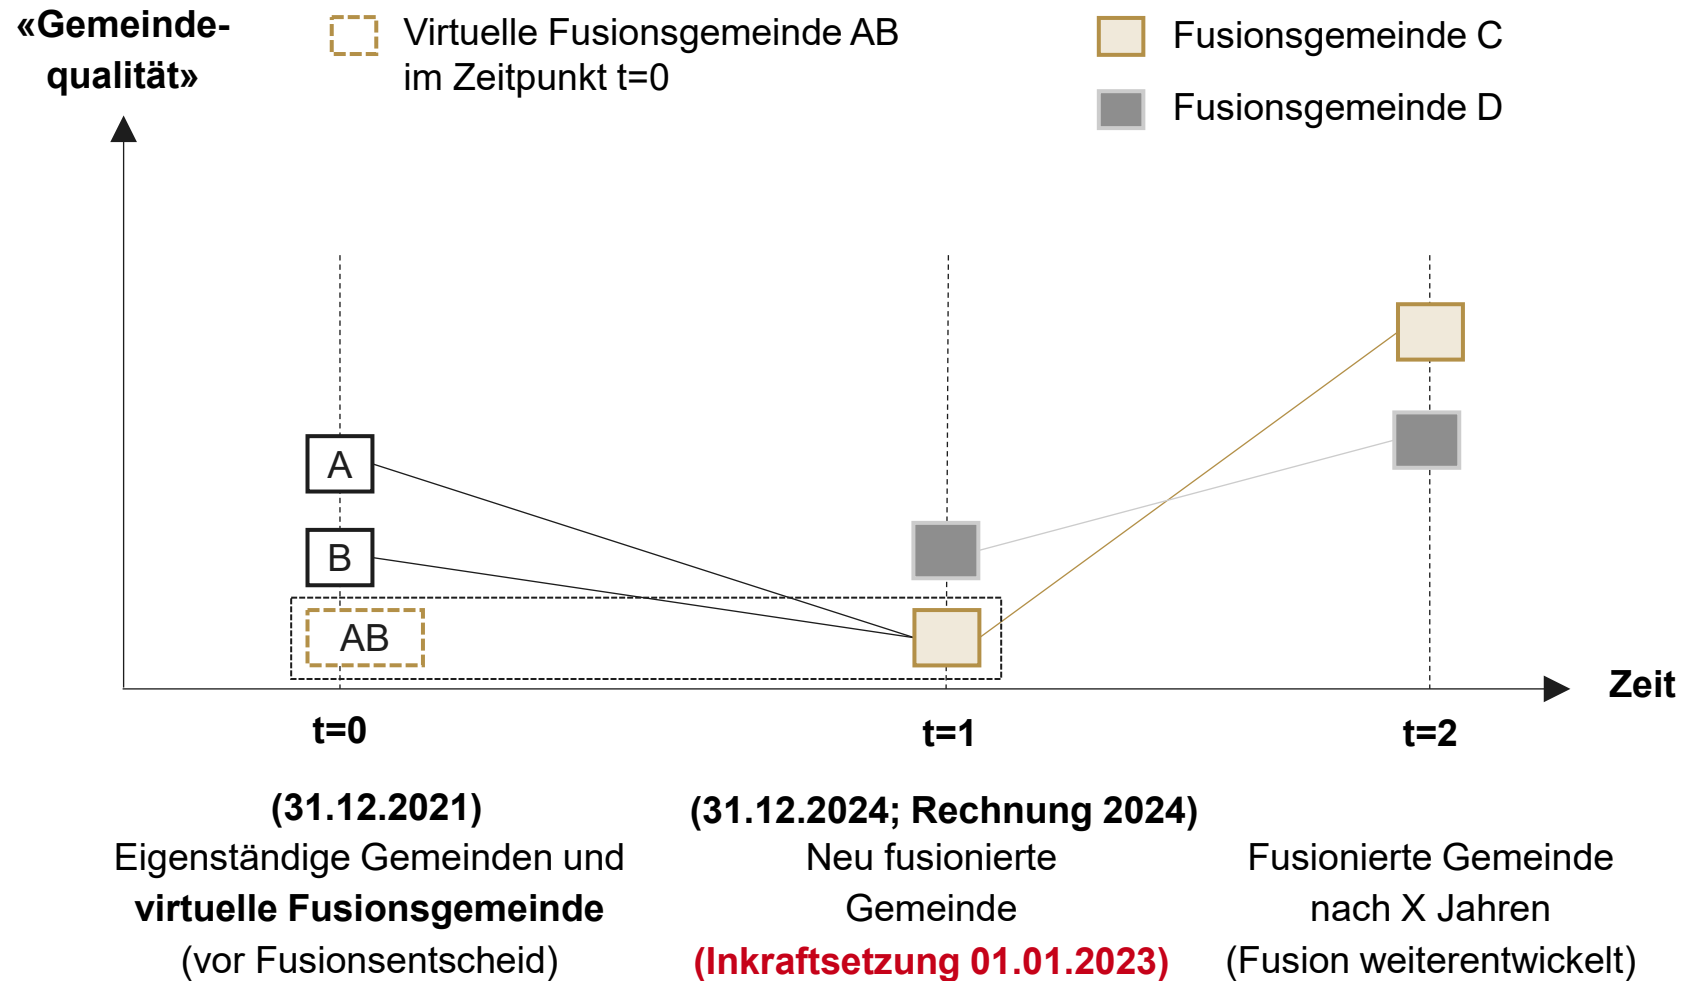 «Gemeinde-
qualität»
Virtuelle Fusionsgemeinde AB
im Zeitpunkt t=0
Fusionsgemeinde C
Fusionsgemeinde D
A
B
AB
Zeit
t=0
t=1
t=2
(31.12.2021)
Eigenständige Gemeinden und
virtuelle Fusionsgemeinde
(vor Fusionsentscheid)
(31.12.2024; Rechnung 2024)
Neu fusionierte
Gemeinde
(Inkraftsetzung 01.01.2023)
Fusionierte Gemeinde
nach X Jahren
(Fusion weiterentwickelt)